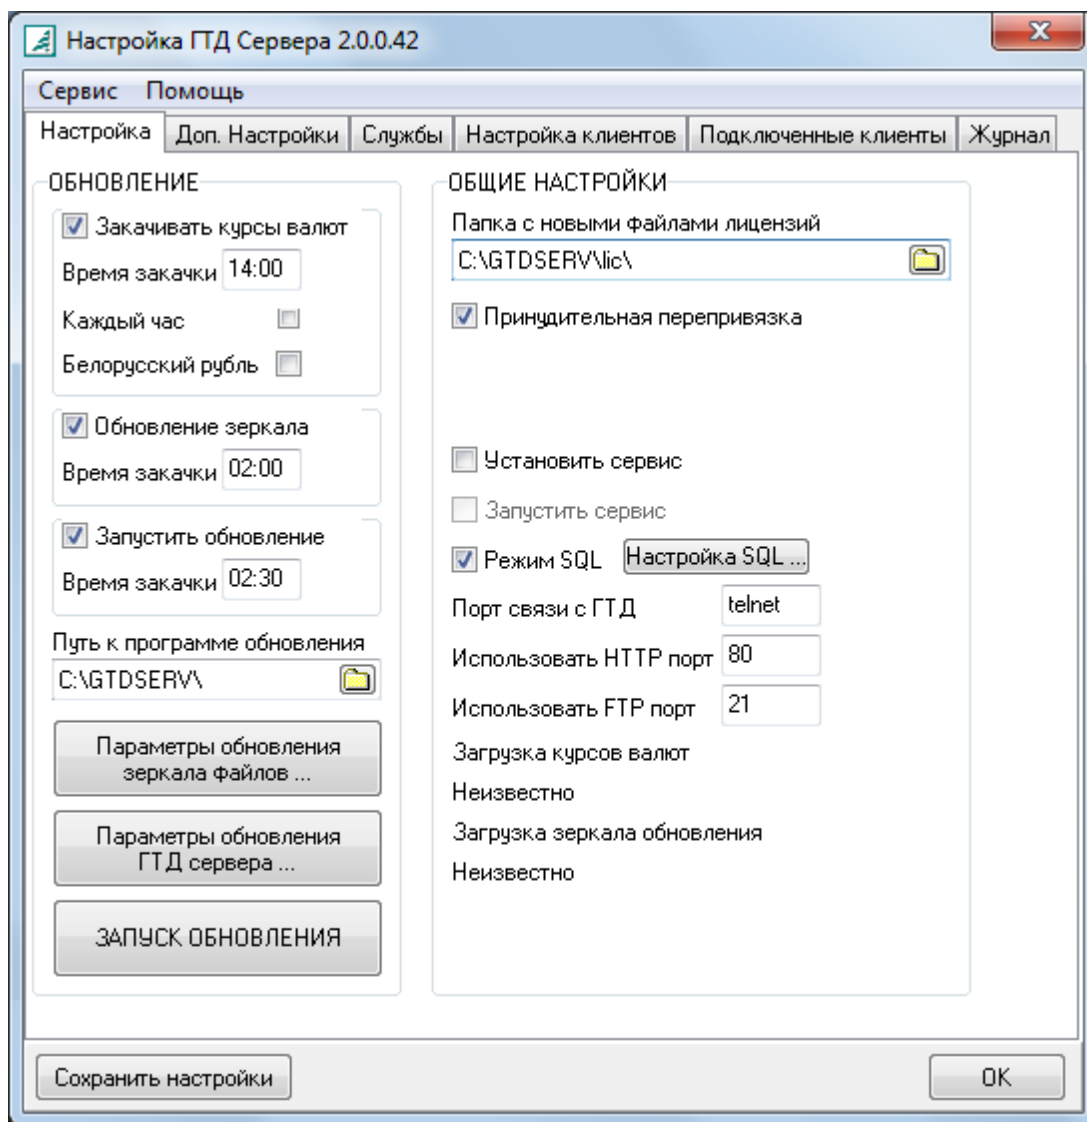 Настройка ГТД Сервера 2.0.0.42
Сервис Помощь
Настройка Доп. Настройки Службы Настройка клиентов Подключенные клиенты Журнал
ОБНОВЛЕНИЕ
Закачивать курсы валют
Время закачки 14:00
Каждый час
Белорусский рубль
Обновление зеркала
Время закачки 02:00
Запустить обновление
Время закачки 02:30
Путь к программе обновления
C:\GTDSERV\
Параметры обновления
зеркала файлов ...
Параметры обновления
ГТД сервера ...
ЗАПУСК ОБНОВЛЕНИЯ
ОБЩИЕ НАСТРОЙКИ
Папка с новыми файлами лицензий
C:\GTDSERV\lic\
Принудительная перепривязка
Установить сервис
Запустить сервис
Режим SQL Настройка SQL ...
Порт связи с ГТД telnet
Использовать HTTP порт 80
Использовать FTP порт 21
Загрузка курсов валют
Неизвестно
Загрузка зеркала обновления
Неизвестно
Сохранить настройки OK